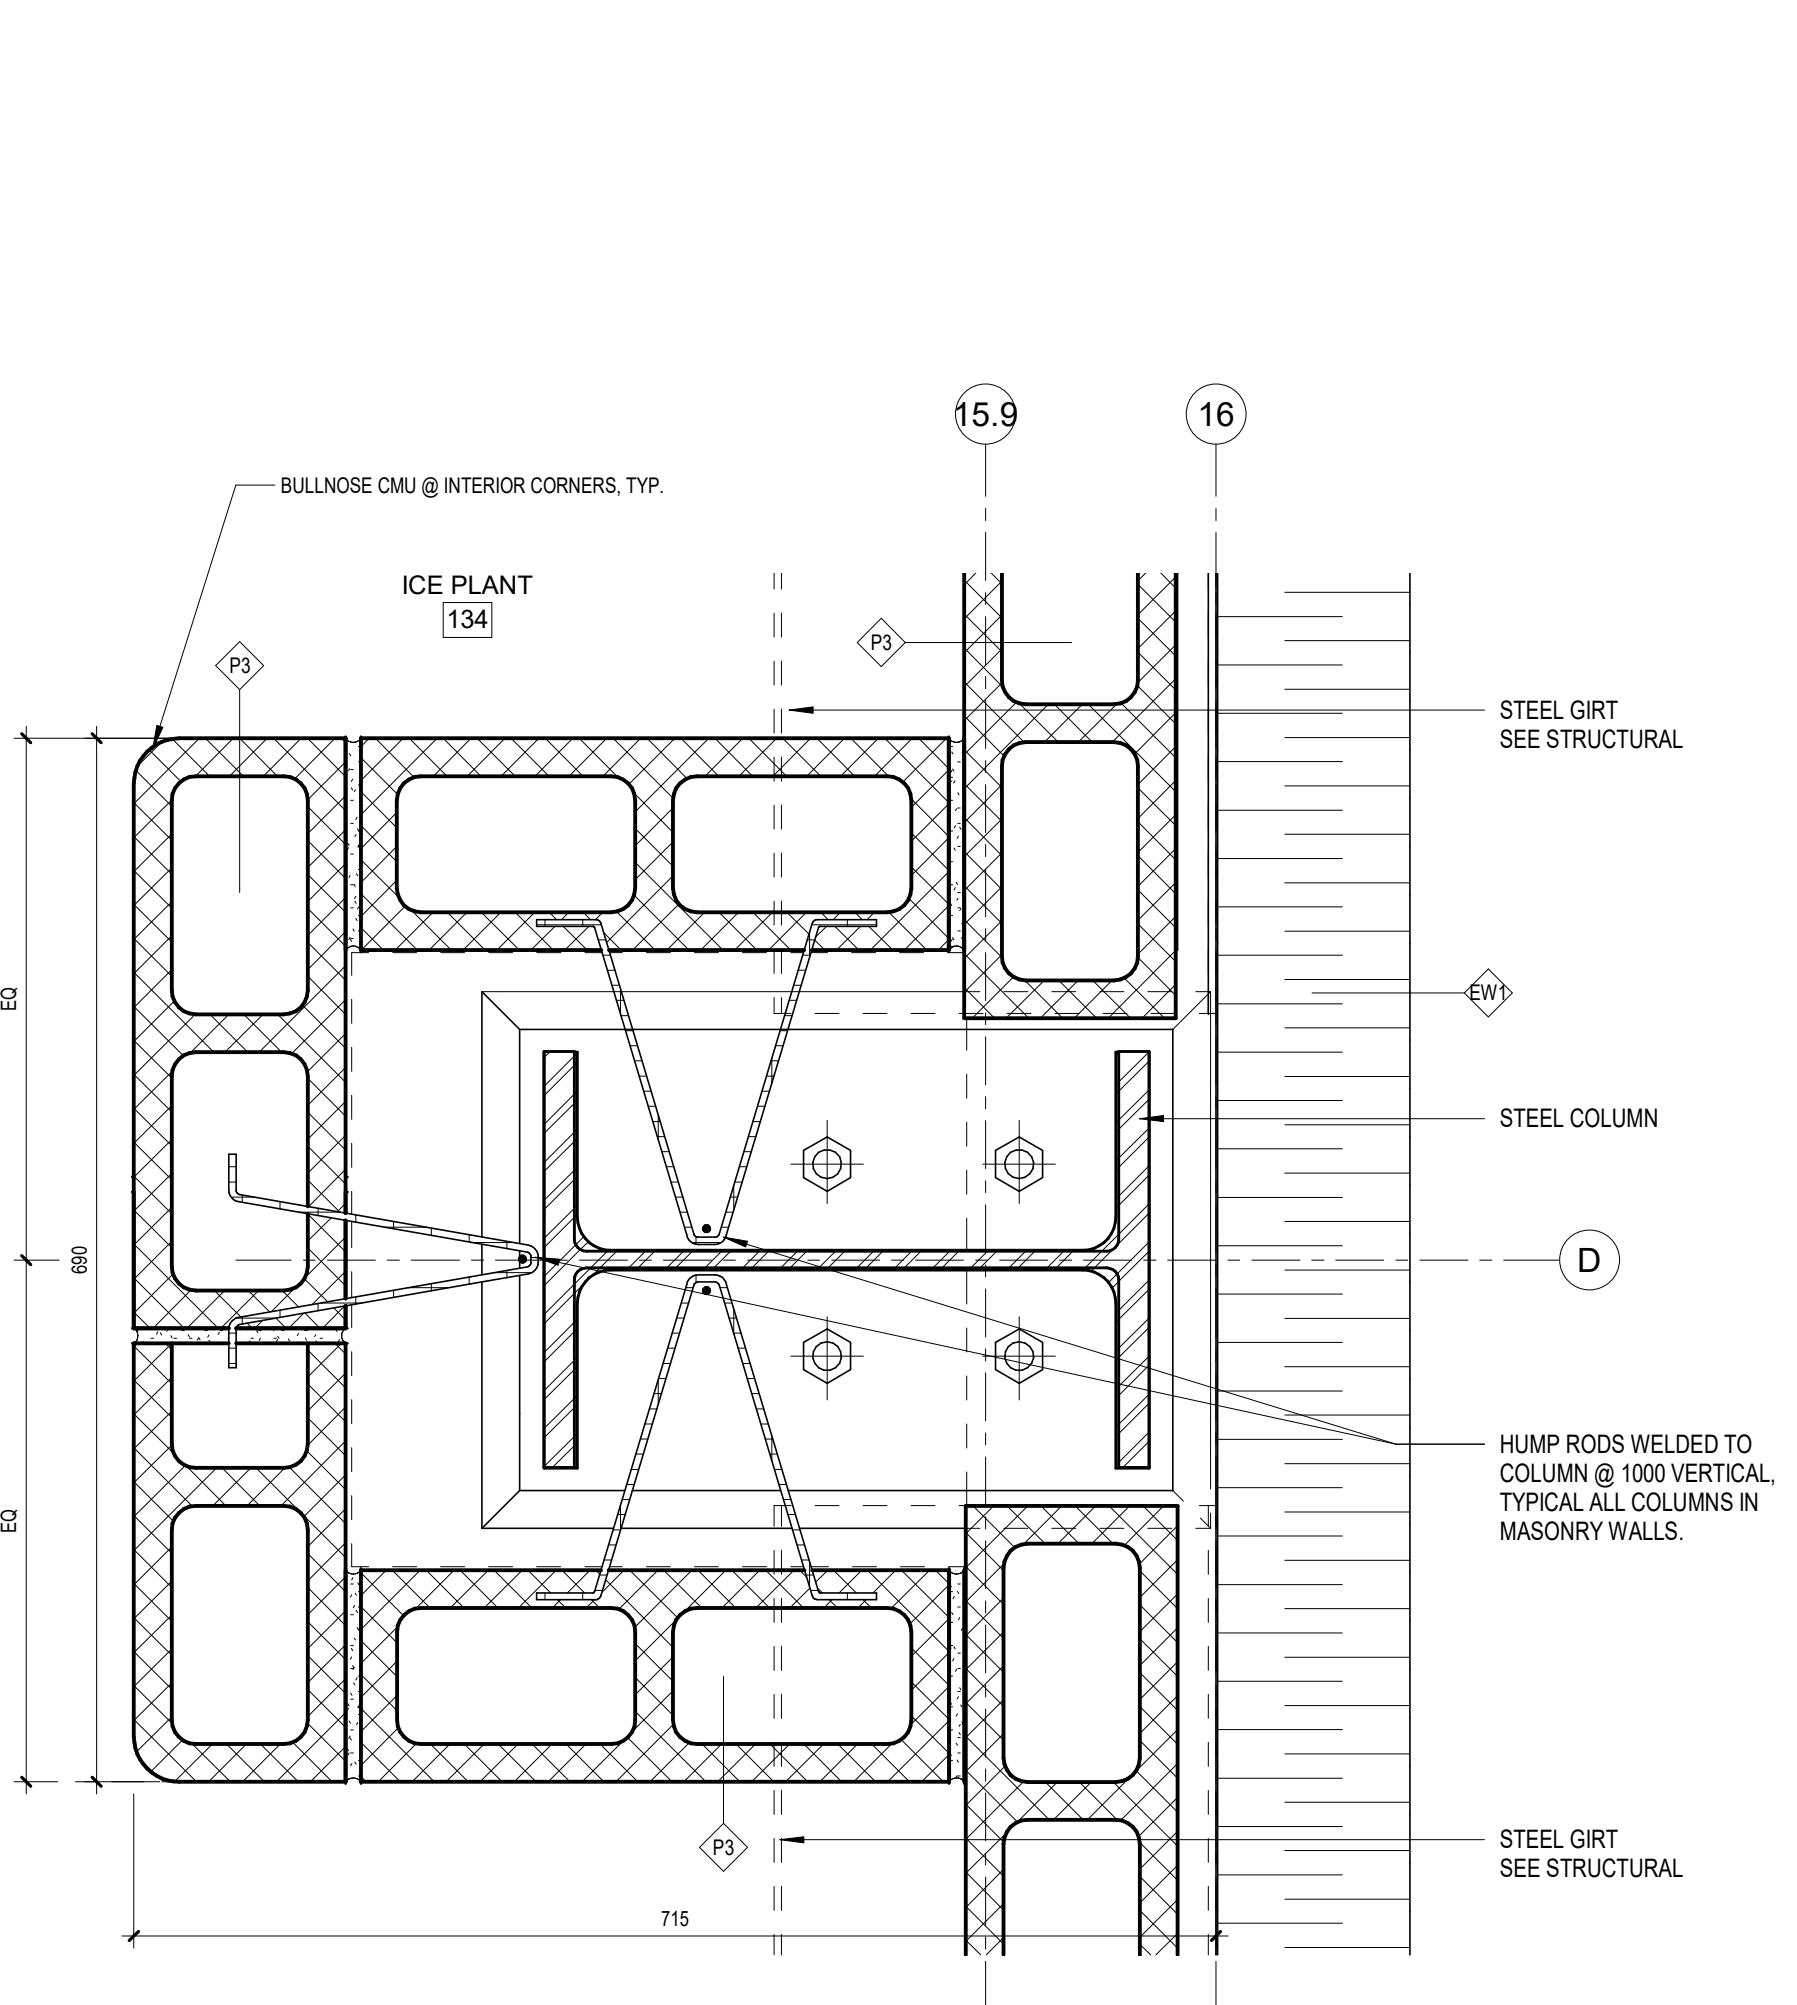 15.9
16
BULLNOSE CMU @ INTERIOR CORNERS, TYP.
ICE PLANT
134
P3
P3
STEEL GIRT
SEE STRUCTURAL
EQ
EW1
STEEL COLUMN
690
D
HUMP RODS WELDED TO
COLUMN @ 1000 VERTICAL,
TYPICAL ALL COLUMNS IN
MASONRY WALLS.
EQ
P3
STEEL GIRT
SEE STRUCTURAL
715